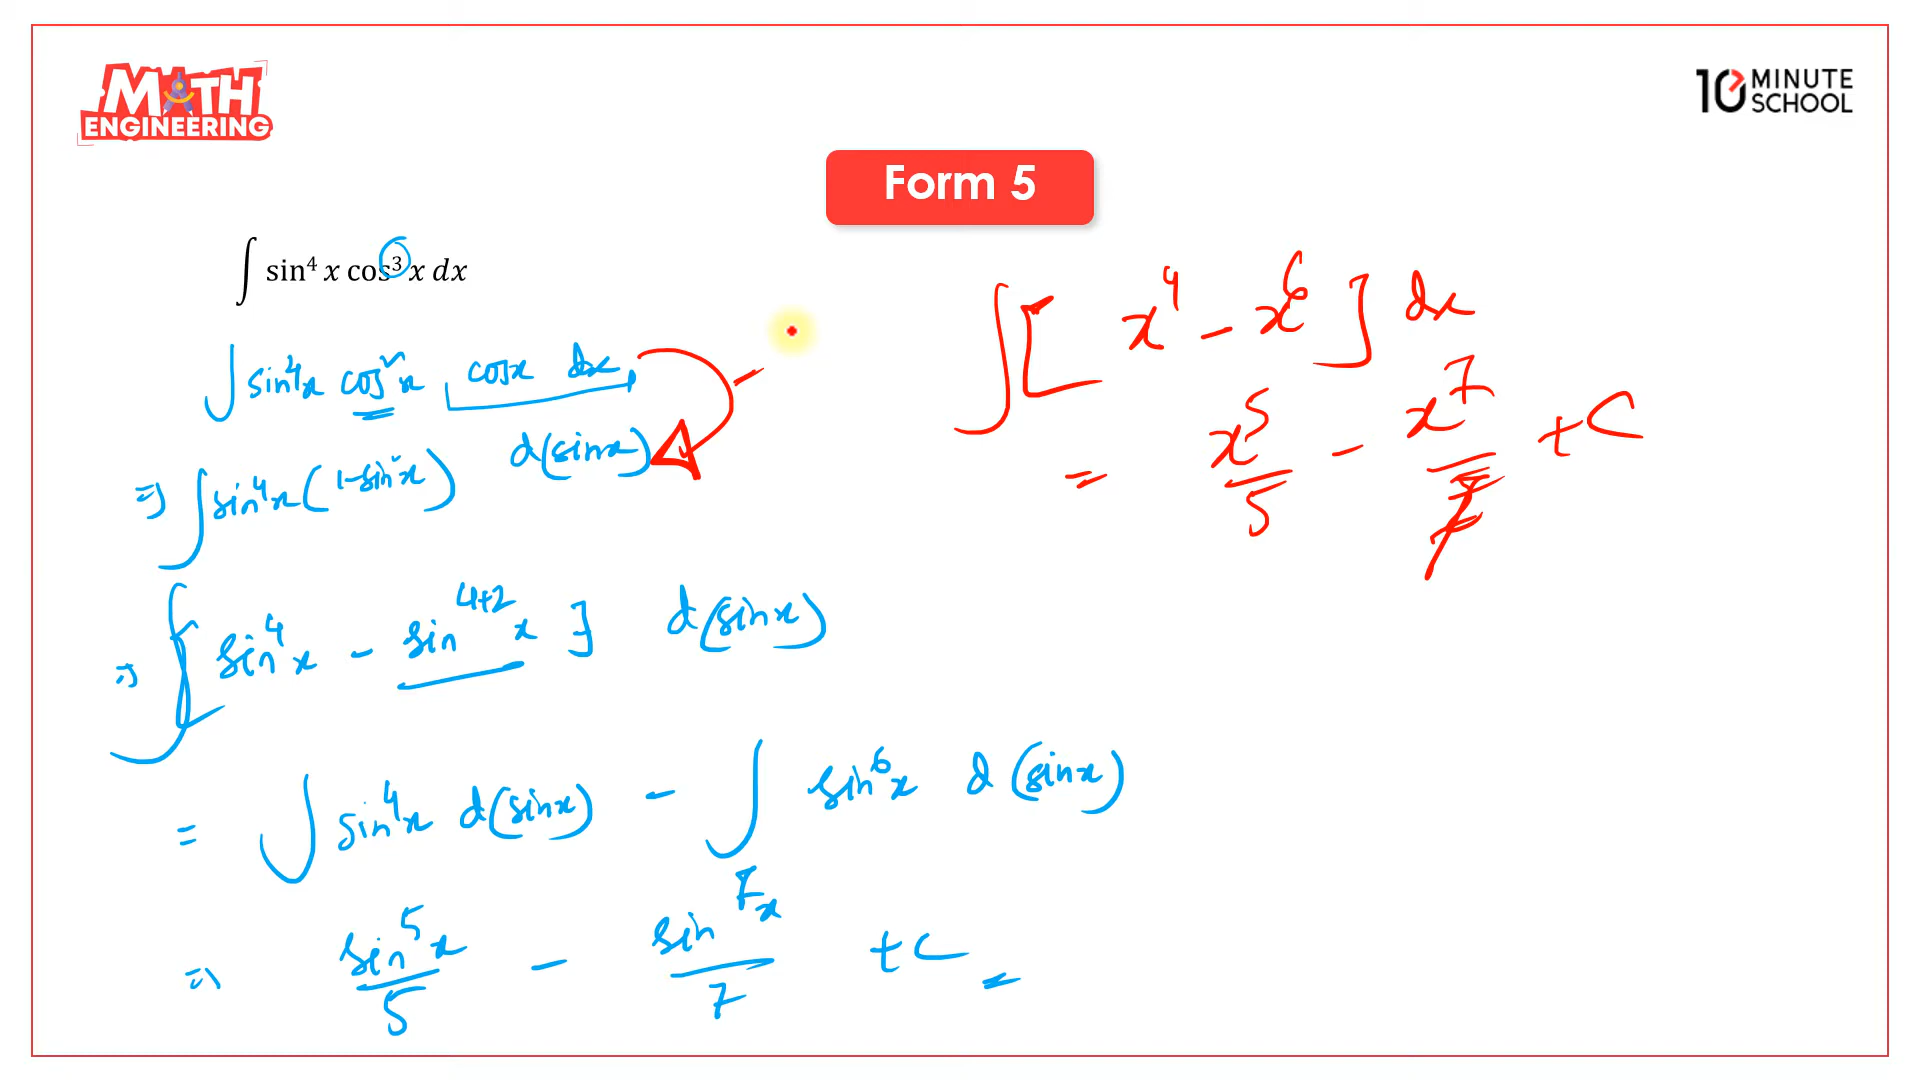 MATH
ENGINEERING
10 MINUTE
SCHOOL
Form 5
∫ sin⁴ x cos³ x dx
∫ sin⁴x cos²x cosx dx
⇒ ∫ sin⁴x (1-sin²x) d(sinx)
⇒ ∫[ sin⁴x - sin⁴⁺²x ] d(sinx)
= ∫ sin⁴x d(sinx) - ∫ sin⁶x d(sinx)
⇒ sin⁵x/5 - sin⁷x/7 + C
∫[ x⁴ - x⁶ ] dx
= x⁵/5 - x⁷/7 + C